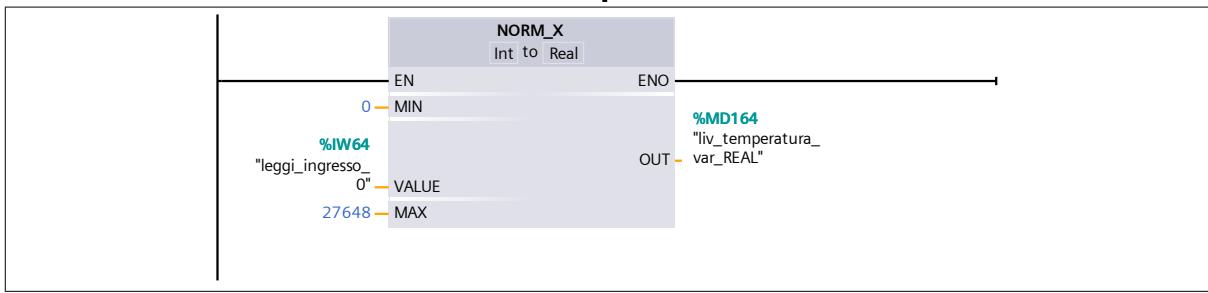 NORM_X
Int to Real
EN ENO
0 MIN
%MD164
"liv_temperatura_
var_REAL"
%IW64
"leggi_ingresso_
0"
OUT
VALUE
27648 MAX